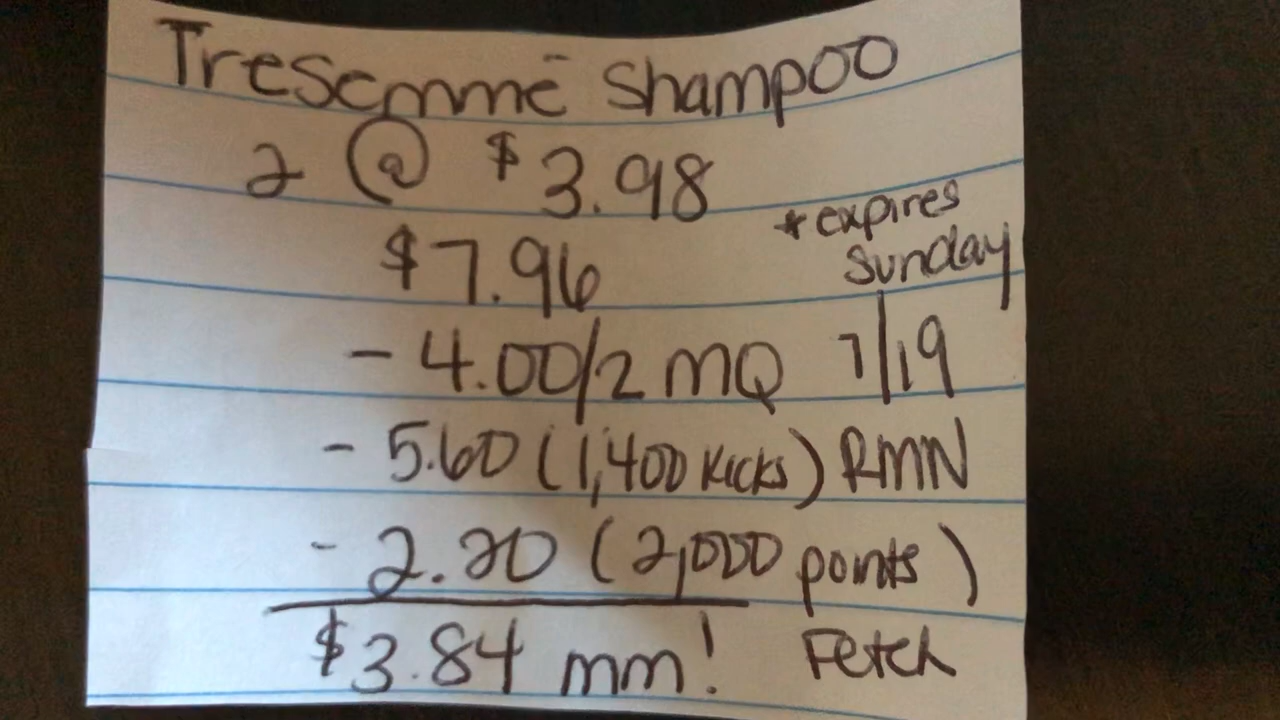 Tresemmē Shampoo
2 @ $3.98
$7.96
*expires
Sunday
7/19
- 4.00/2 MQ
- 5.60 (1,400 Kicks) RMN
- 2.20 (2,000 points)
Fetch
$3.84 mm!